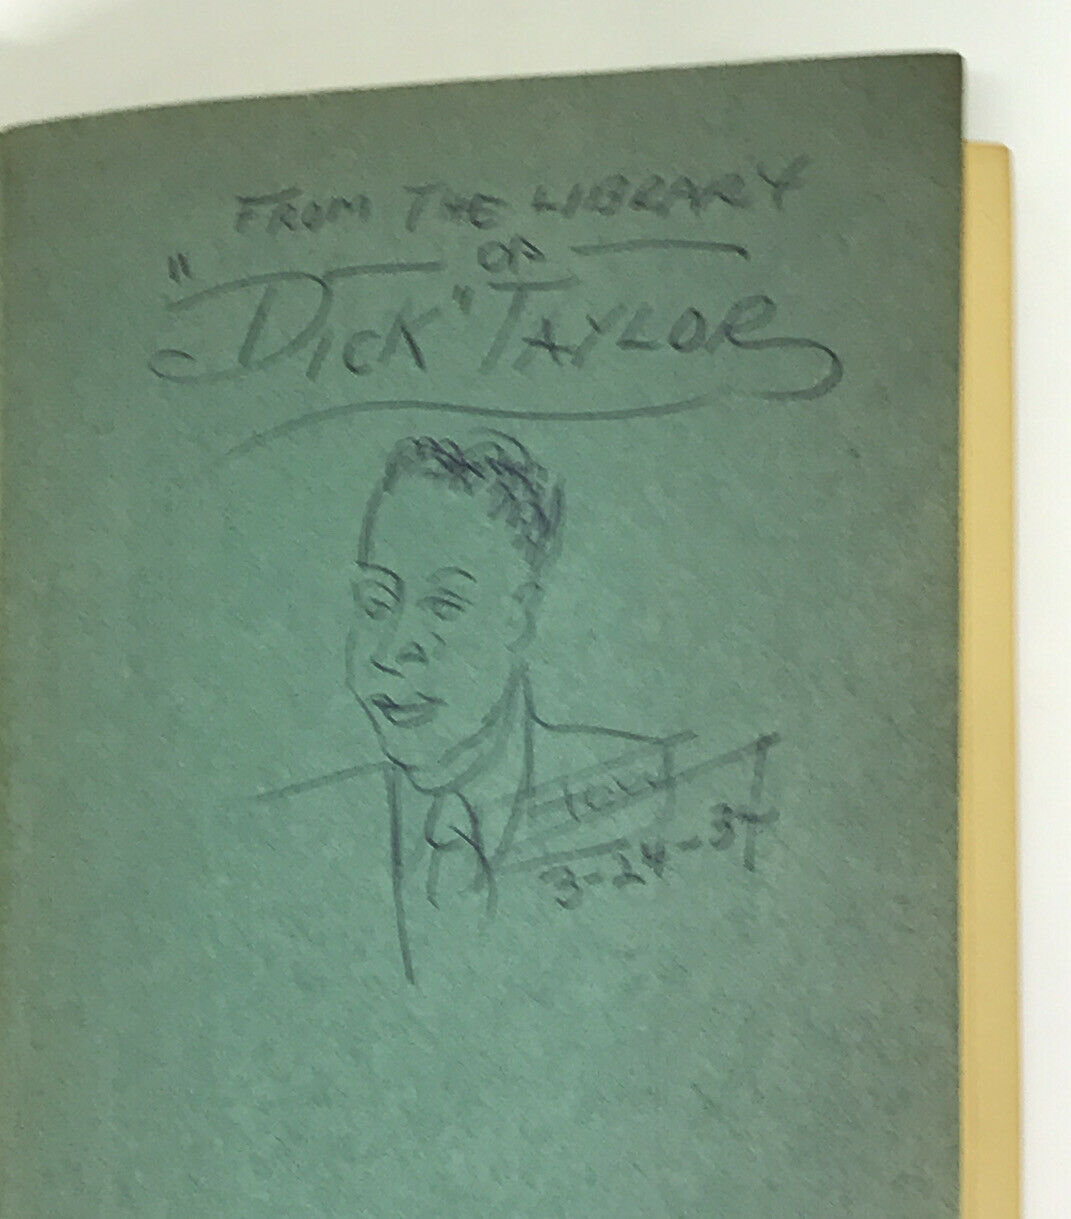 FROM THE LIBRARY
OF
"DICK" TAYLOR
3-24-37